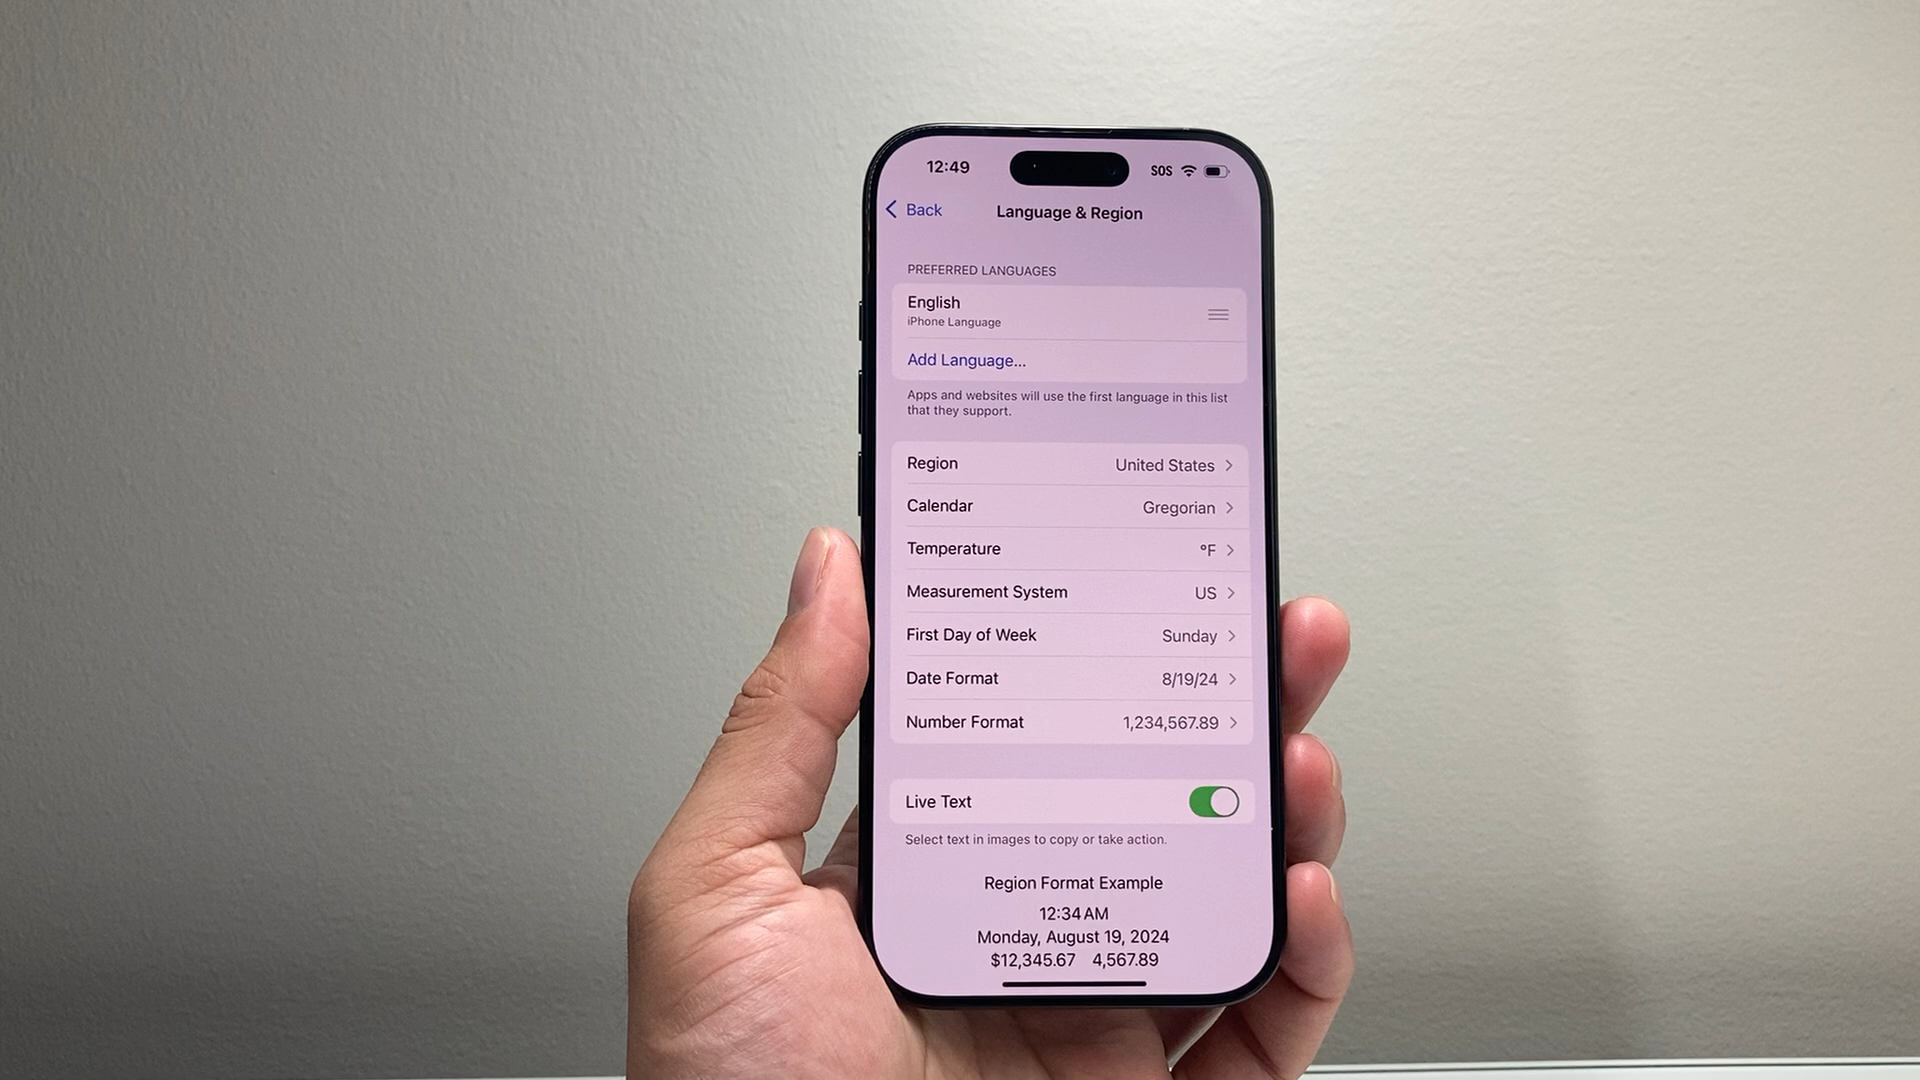 12:49 SOS
Back Language & Region
PREFERRED LANGUAGES
English
iPhone Language
Add Language...
Apps and websites will use the first language in this list
that they support.
Region United States
Calendar Gregorian
Temperature °F
Measurement System US
First Day of Week Sunday
Date Format 8/19/24
Number Format 1,234,567.89
Live Text
Select text in images to copy or take action.
Region Format Example
12:34 AM
Monday, August 19, 2024
$12,345.67 4,567.89